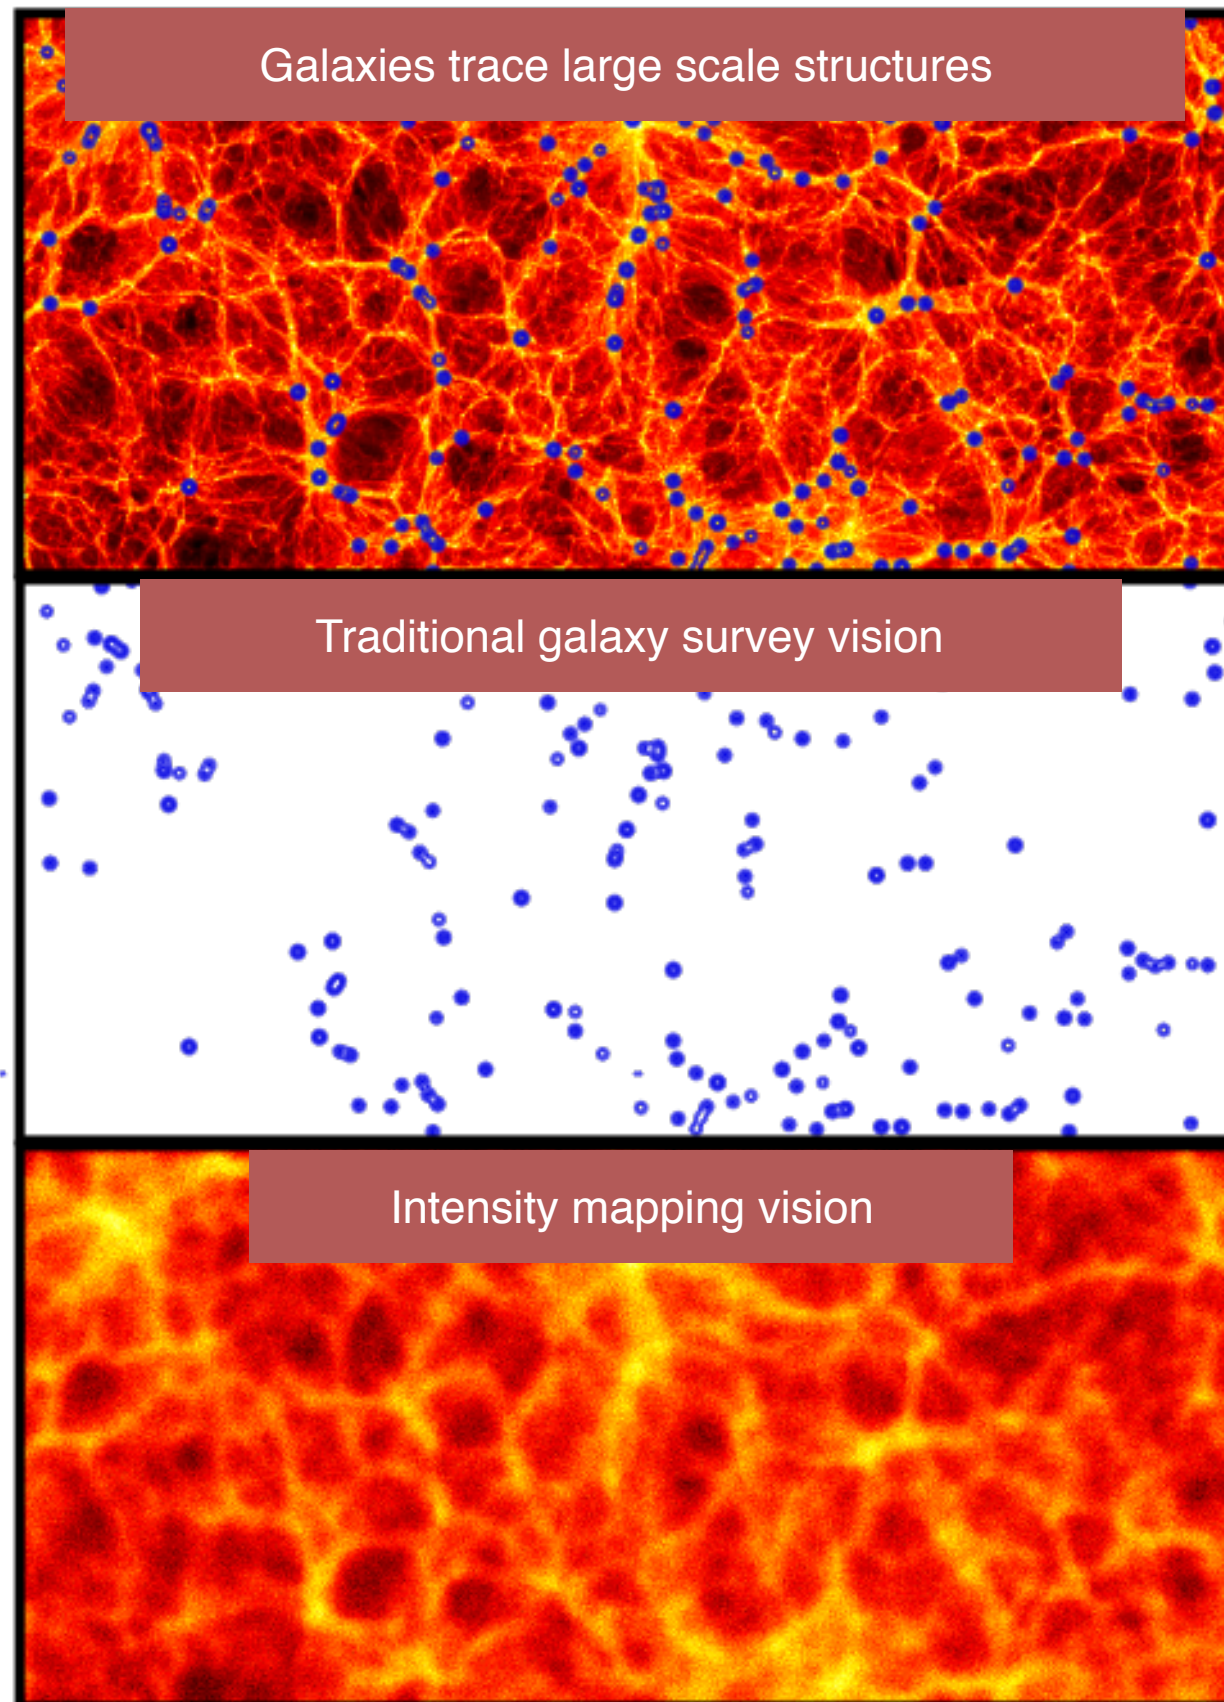 Galaxies trace large scale structures
Traditional galaxy survey vision
Intensity mapping vision